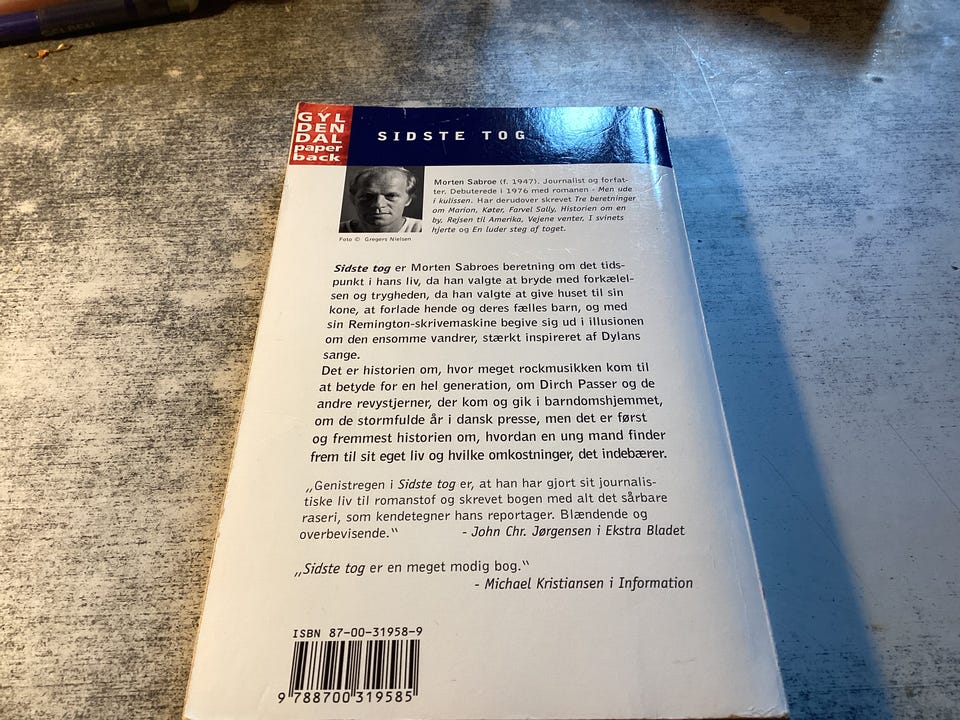 GYL
DEN
DAL
paper
back
SIDSTE TOG
Morten Sabroe (f. 1947). Journalist og forfat-
ter. Debuterede i 1976 med romanen - Men ude
i kulissen. Har derudover skrevet Tre beretninger
om Marion, Køter, Farvel Sally, Historien om en
by, Rejsen til Amerika, Vejene venter, I svinets
hjerte og En luder steg af toget.
Foto © Gregers Nielsen
Sidste tog er Morten Sabroes beretning om det tids-
punkt i hans liv, da han valgte at bryde med forkælel-
sen og trygheden, da han valgte at give huset til sin
kone, at forlade hende og deres fælles barn, og med
sin Remington-skrivemaskine begive sig ud i illusionen
om den ensomme vandrer, stærkt inspireret af Dylans
sange.
Det er historien om, hvor meget rockmusikken kom til
at betyde for en hel generation, om Dirch Passer og de
andre revystjerner, der kom og gik i barndomshjemmet,
om de stormfulde år i dansk presse, men det er først
og fremmest historien om, hvordan en ung mand finder
frem til sit eget liv og hvilke omkostninger, det indebærer.
„Genistregen i Sidste tog er, at han har gjort sit journalis-
tiske liv til romanstof og skrevet bogen med alt det sårbare
raseri, som kendetegner hans reportager. Blændende og
overbevisende.“ - John Chr. Jørgensen i Ekstra Bladet
„Sidste tog er en meget modig bog.“
- Michael Kristiansen i Information
ISBN 87-00-31958-9
9 788700 319585